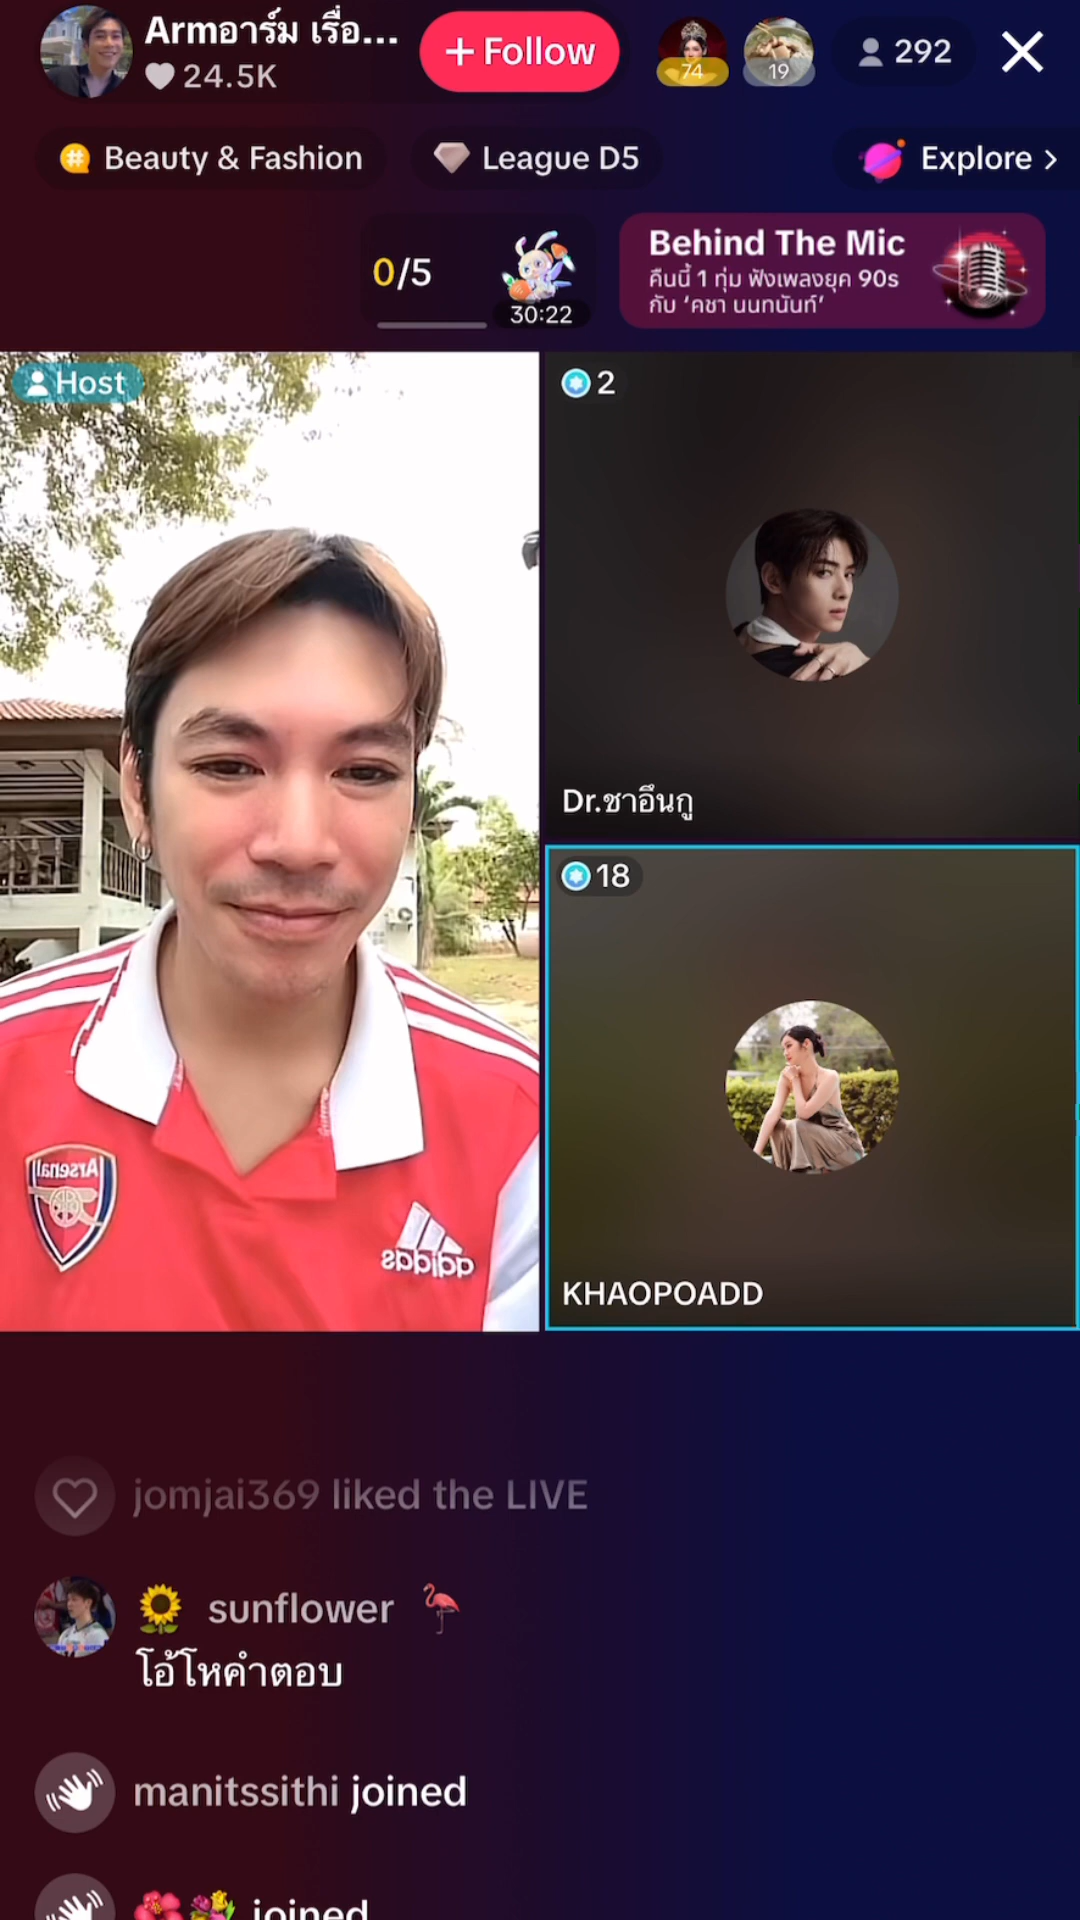 Armอาร์ม เรื่อ...
24.5K
+ Follow
74
19
292
Beauty & Fashion
League D5
Explore >
0/5
30:22
Behind The Mic
คืนนี้ 1 ทุ่ม ฟังเพลงยุค 90s
กับ ‘คชา นนทนันท์’
Host
2
Dr.ชาอึนกู
18
KHAOPOADD
Arsenal
adidas
jomjai369 liked the LIVE
🌻 sunflower 🦩
โอ้โหคำตอบ
manitssithi joined
🌺💐 joined